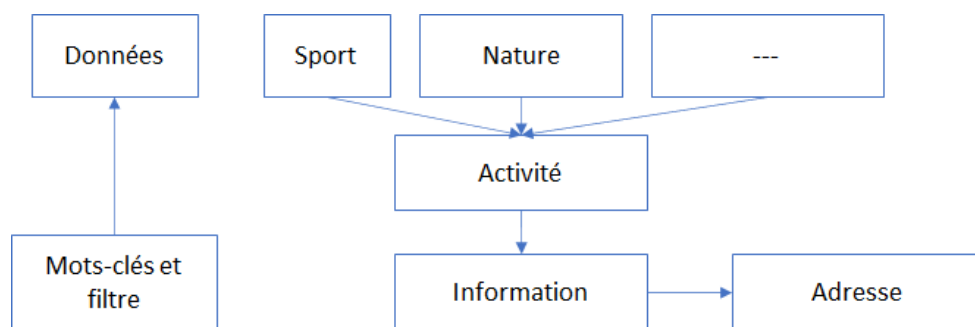 Données
Sport
Nature
---
Activité
Mots-clés et
filtre
Information
Adresse